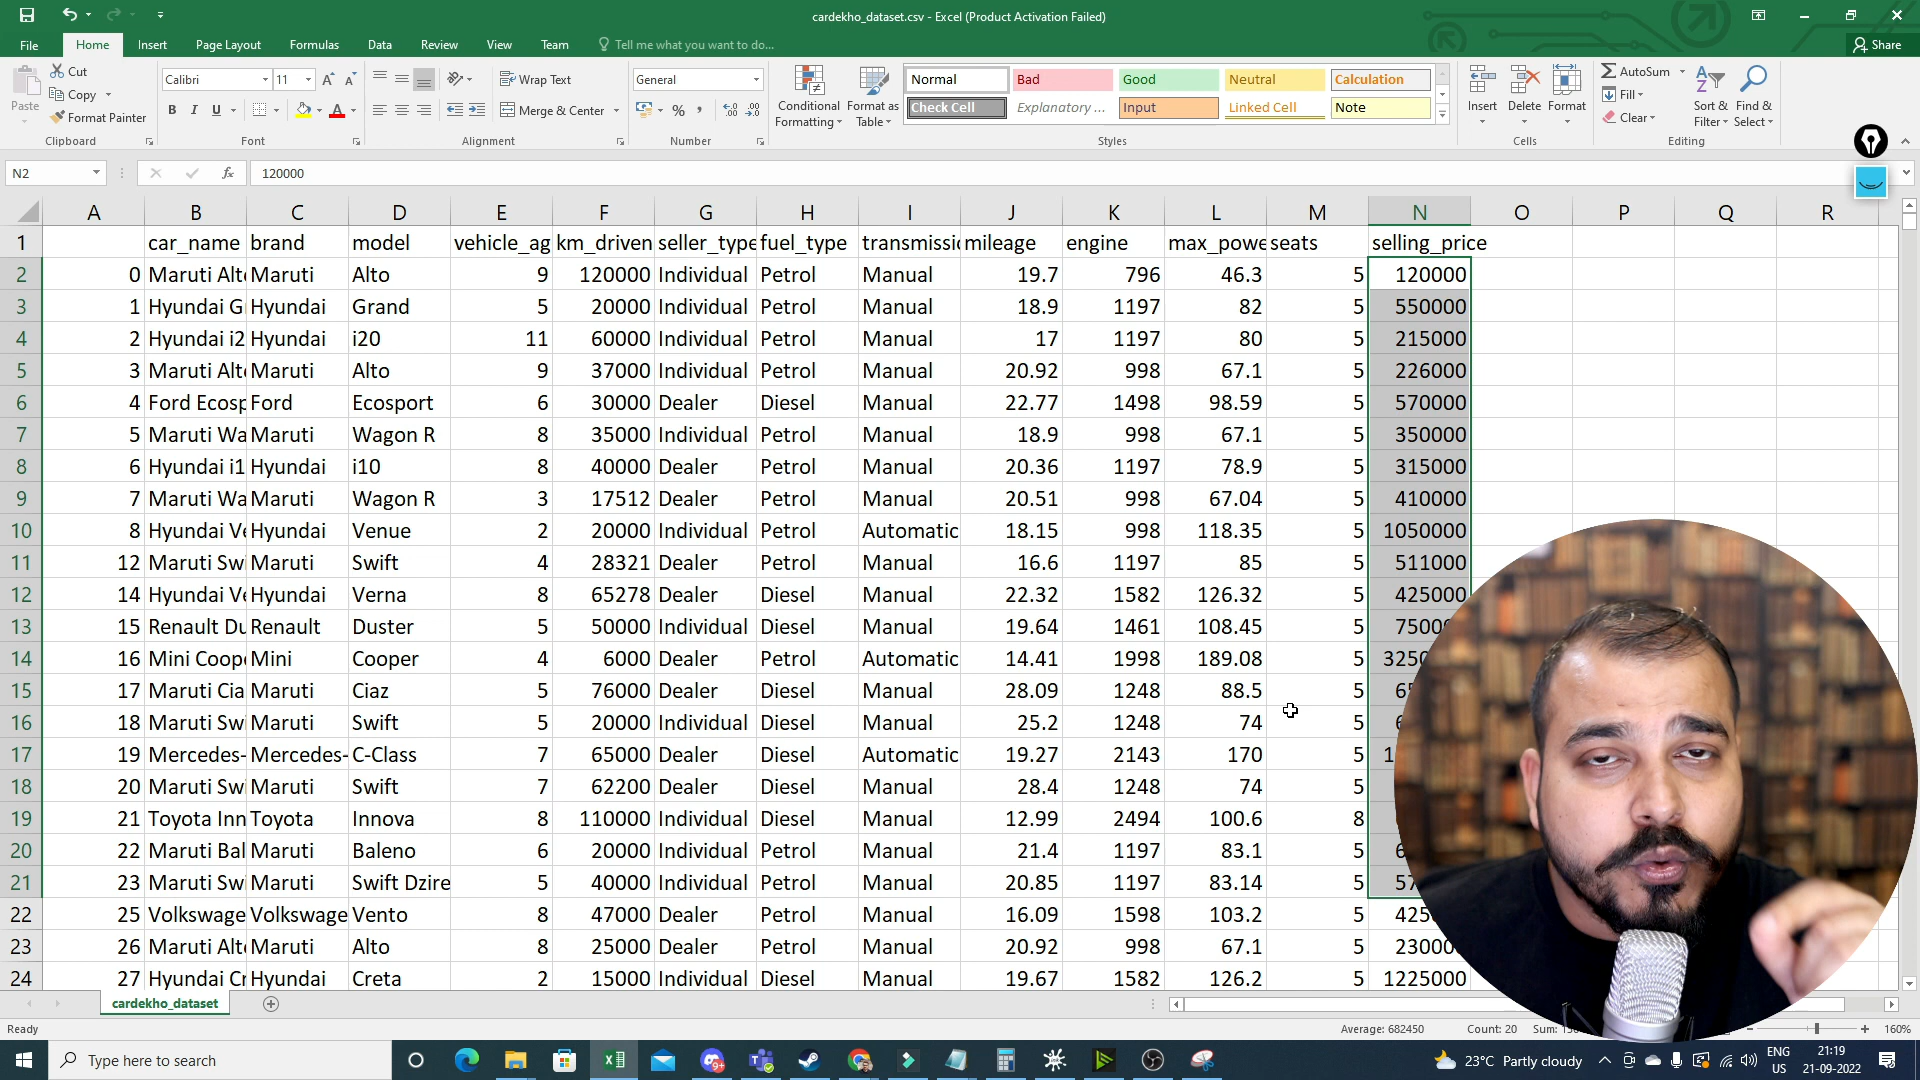 cardekho_dataset.csv - Excel (Product Activation Failed)
File Home Insert Page Layout Formulas Data Review View Team Tell me what you want to do... Share
Paste Cut Copy Format Painter Clipboard
Calibri 11 B I U Font
Wrap Text Merge & Center Alignment
General % Number
Conditional Formatting Format as Table
Normal Bad Good Neutral Calculation
Check Cell Explanatory ... Input Linked Cell Note
Styles
Insert Delete Format Cells
AutoSum Fill Clear Sort & Filter Find & Select Editing
N2 fx 120000
A B C D E F G H I J K L M N O P Q R
1 car_name brand model vehicle_ag km_driven seller_type fuel_type transmissi mileage engine max_powe seats selling_price
2 0 Maruti Alt Maruti Alto 9 120000 Individual Petrol Manual 19.7 796 46.3 5 120000
3 1 Hyundai G Hyundai Grand 5 20000 Individual Petrol Manual 18.9 1197 82 5 550000
4 2 Hyundai i2 Hyundai i20 11 60000 Individual Petrol Manual 17 1197 80 5 215000
5 3 Maruti Alt Maruti Alto 9 37000 Individual Petrol Manual 20.92 998 67.1 5 226000
6 4 Ford Ecosp Ford Ecosport 6 30000 Dealer Diesel Manual 22.77 1498 98.59 5 570000
7 5 Maruti Wa Maruti Wagon R 8 35000 Individual Petrol Manual 18.9 998 67.1 5 350000
8 6 Hyundai i1 Hyundai i10 8 40000 Dealer Petrol Manual 20.36 1197 78.9 5 315000
9 7 Maruti Wa Maruti Wagon R 3 17512 Dealer Petrol Manual 20.51 998 67.04 5 410000
10 8 Hyundai Ve Hyundai Venue 2 20000 Individual Petrol Automatic 18.15 998 118.35 5 1050000
11 12 Maruti Swi Maruti Swift 4 28321 Dealer Petrol Manual 16.6 1197 85 5 511000
12 14 Hyundai Ve Hyundai Verna 8 65278 Dealer Diesel Manual 22.32 1582 126.32 5 425000
13 15 Renault Du Renault Duster 5 50000 Individual Diesel Manual 19.64 1461 108.45 5 75000
14 16 Mini Coop Mini Cooper 4 6000 Dealer Petrol Automatic 14.41 1998 189.08 5 325
15 17 Maruti Cia Maruti Ciaz 5 76000 Dealer Diesel Manual 28.09 1248 88.5 5
16 18 Maruti Swi Maruti Swift 5 20000 Individual Diesel Manual 25.2 1248 74 5
17 19 Mercedes- Mercedes- C-Class 7 65000 Dealer Diesel Automatic 19.27 2143 170 5
18 20 Maruti Swi Maruti Swift 7 62200 Dealer Diesel Manual 28.4 1248 74 5
19 21 Toyota Inn Toyota Innova 8 110000 Individual Diesel Manual 12.99 2494 100.6 8
20 22 Maruti Bal Maruti Baleno 6 20000 Individual Petrol Manual 21.4 1197 83.1 5
21 23 Maruti Swi Maruti Swift Dzire 5 40000 Individual Petrol Manual 20.85 1197 83.14 5 57
22 25 Volkswage Volkswage Vento 8 47000 Dealer Petrol Manual 16.09 1598 103.2 5 425
23 26 Maruti Alt Maruti Alto 8 25000 Dealer Petrol Manual 20.92 998 67.1 5 23000
24 27 Hyundai Cr Hyundai Creta 2 15000 Individual Diesel Manual 19.67 1582 126.2 5 1225000
cardekho_dataset
Ready Average: 682450 Count: 20 Sum: 160%
Type here to search 9+ 23°C Partly cloudy ENG US 21:19 21-09-2022